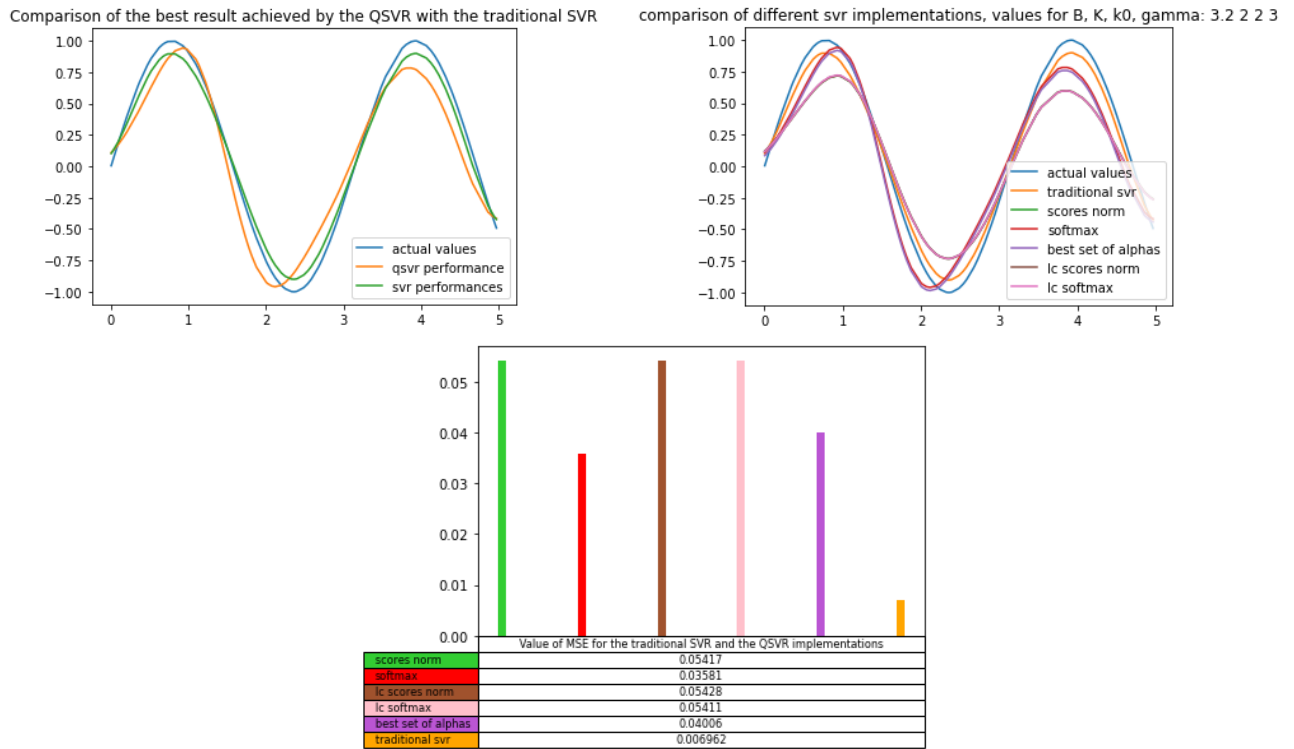 Comparison of the best result achieved by the QSVR with the traditional SVR
1.00
0.75
0.50
0.25
0.00
−0.25
−0.50
−0.75
−1.00
0 1 2 3 4 5
actual values
qsvr performance
svr performances
comparison of different svr implementations, values for B, K, k0, gamma: 3.2 2 2 3
1.00
0.75
0.50
0.25
0.00
−0.25
−0.50
−0.75
−1.00
0 1 2 3 4 5
actual values
traditional svr
scores norm
softmax
best set of alphas
lc scores norm
lc softmax
0.05
0.04
0.03
0.02
0.01
0.00
Value of MSE for the traditional SVR and the QSVR implementations
scores norm 0.05417
softmax 0.03581
lc scores norm 0.05428
lc softmax 0.05411
best set of alphas 0.04006
traditional svr 0.006962